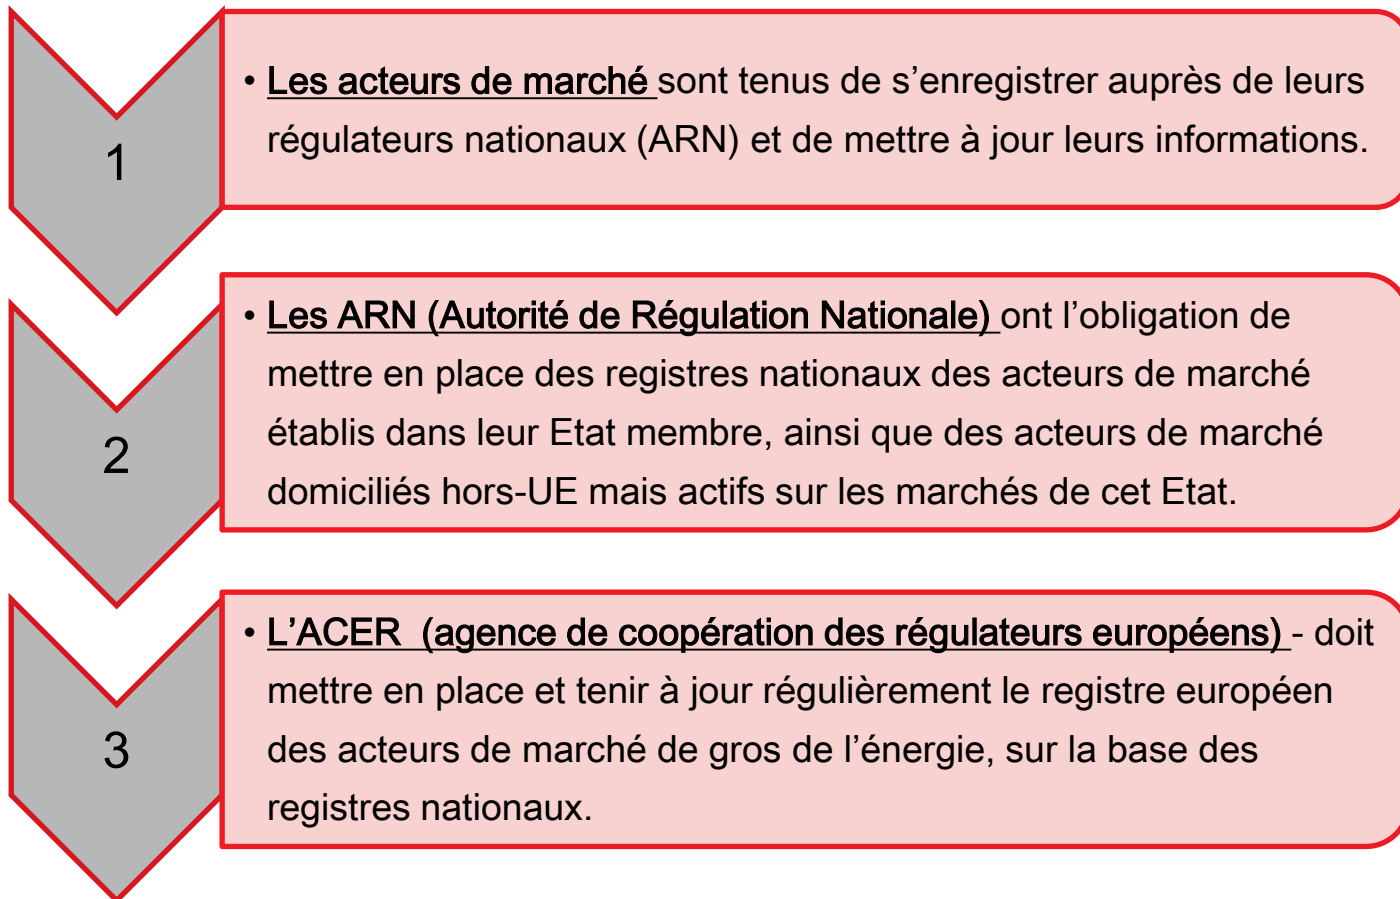 1
• Les acteurs de marché sont tenus de s’enregistrer auprès de leurs
régulateurs nationaux (ARN) et de mettre à jour leurs informations.
2
• Les ARN (Autorité de Régulation Nationale) ont l’obligation de
mettre en place des registres nationaux des acteurs de marché
établis dans leur Etat membre, ainsi que des acteurs de marché
domiciliés hors-UE mais actifs sur les marchés de cet Etat.
3
• L’ACER  (agence de coopération des régulateurs européens) - doit
mettre en place et tenir à jour régulièrement le registre européen
des acteurs de marché de gros de l’énergie, sur la base des
registres nationaux.